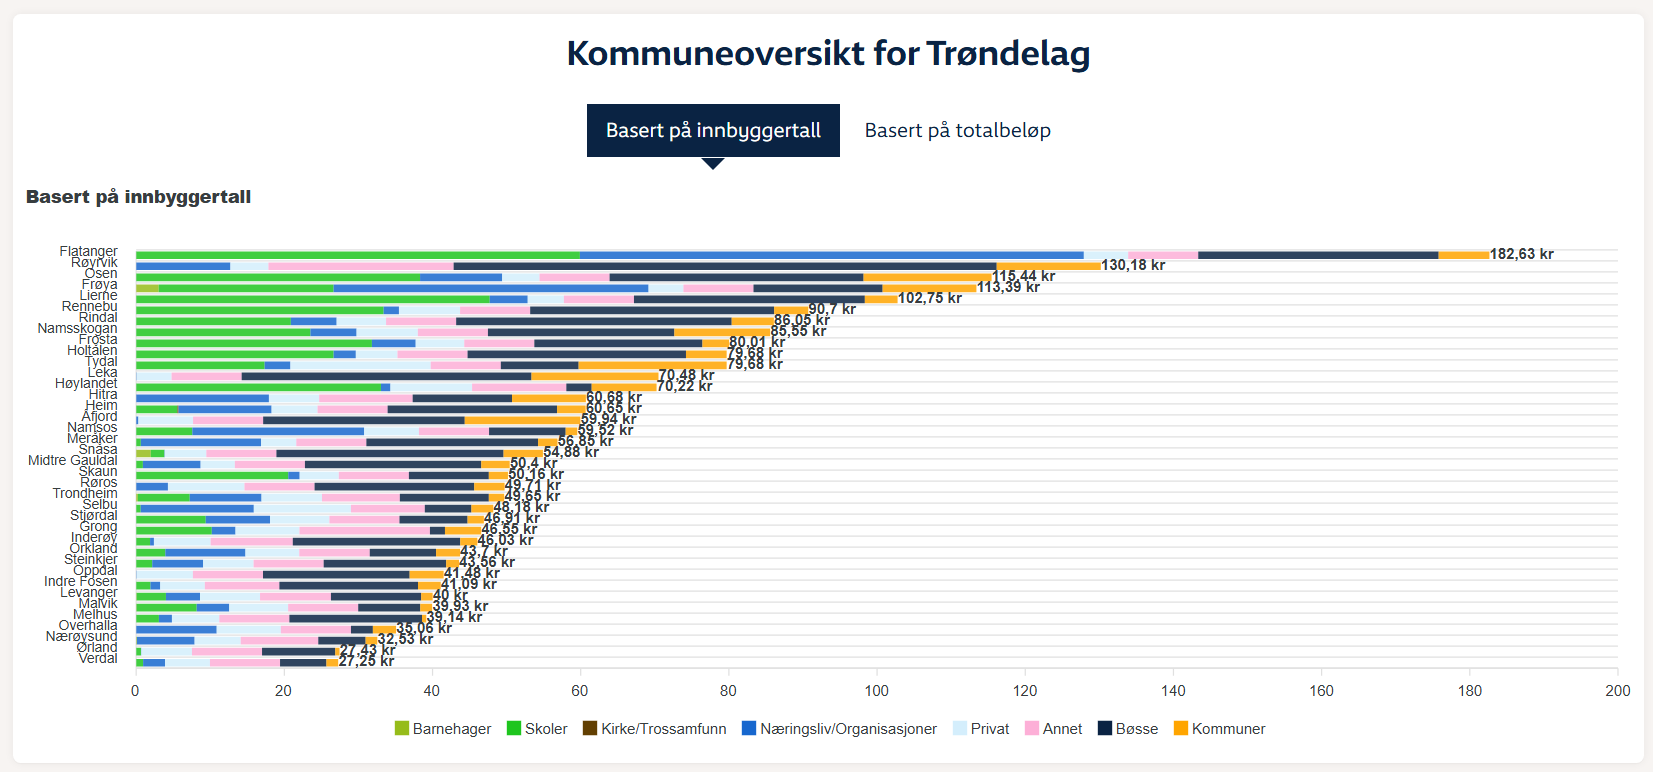 Kommuneoversikt for Trøndelag
Basert på innbyggertall Basert på totalbeløp
Basert på innbyggertall
Flatanger 182,63 kr
Røyrvik 130,18 kr
Osen 115,44 kr
Frøya 113,39 kr
Lierne 102,75 kr
Rennebu 90,7 kr
Rindal 86,05 kr
Namsskogan 85,55 kr
Frosta 80,01 kr
Holtålen 79,68 kr
Tydal 79,68 kr
Leka 70,48 kr
Høylandet 70,22 kr
Hitra 60,68 kr
Heim 60,65 kr
Åfjord 59,94 kr
Namsos 59,52 kr
Meråker 56,85 kr
Snåsa 54,88 kr
Midtre Gauldal 50,4 kr
Skaun 50,16 kr
Røros 49,71 kr
Trondheim 49,65 kr
Selbu 48,18 kr
Stjørdal 46,91 kr
Grong 46,55 kr
Inderøy 46,03 kr
Orkland 43,7 kr
Steinkjer 43,56 kr
Oppdal 41,48 kr
Indre Fosen 41,09 kr
Levanger 40 kr
Malvik 39,93 kr
Melhus 39,14 kr
Overhalla 35,06 kr
Nærøysund 32,53 kr
Ørland 27,43 kr
Verdal 27,25 kr
0 20 40 60 80 100 120 140 160 180 200
Barnehager Skoler Kirke/Trossamfunn Næringsliv/Organisasjoner Privat Annet Bøsse Kommuner